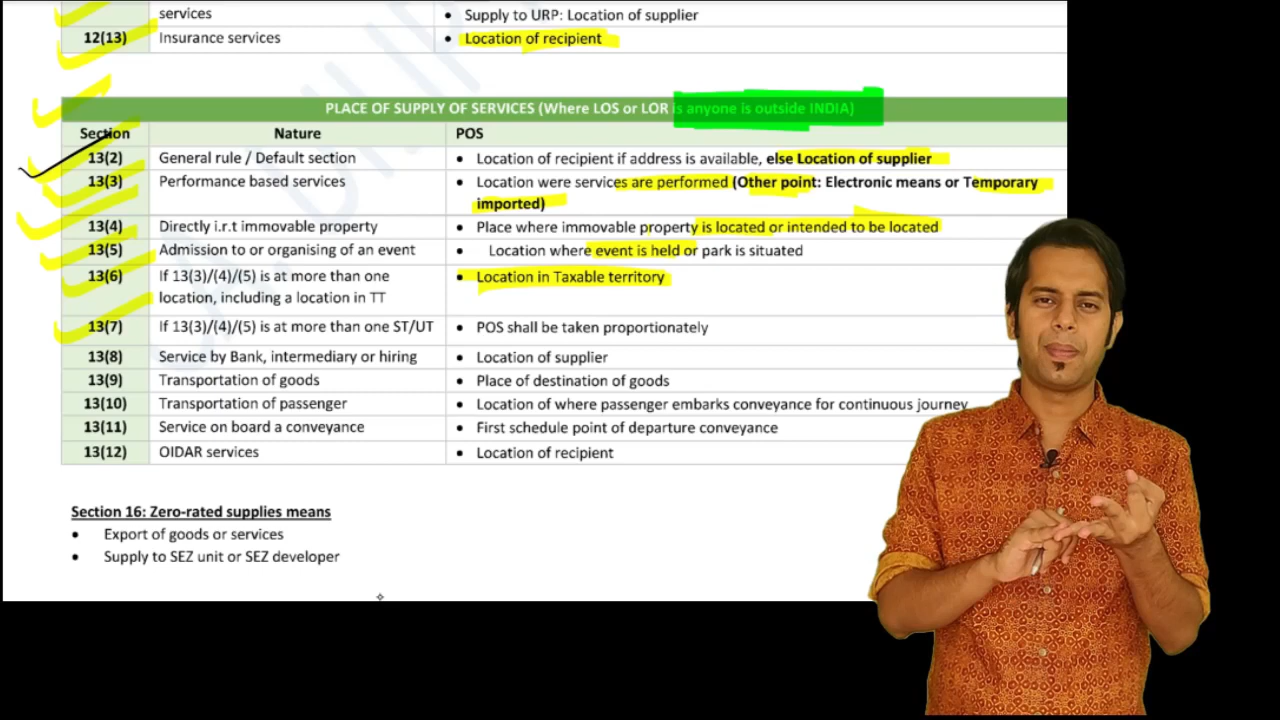 services
• Supply to URP: Location of supplier
12(13) Insurance services • Location of recipient
PLACE OF SUPPLY OF SERVICES (Where LOS or LOR is anyone is outside INDIA)
Section Nature POS
13(2) General rule / Default section • Location of recipient if address is available, else Location of supplier
13(3) Performance based services • Location were services are performed (Other point: Electronic means or Temporary
imported)
13(4) Directly i.r.t immovable property • Place where immovable property is located or intended to be located
13(5) Admission to or organising of an event • Location where event is held or park is situated
13(6) If 13(3)/(4)/(5) is at more than one • Location in Taxable territory
location, including a location in TT
13(7) If 13(3)/(4)/(5) is at more than one ST/UT • POS shall be taken proportionately
13(8) Service by Bank, intermediary or hiring • Location of supplier
13(9) Transportation of goods • Place of destination of goods
13(10) Transportation of passenger • Location of where passenger embarks conveyance for continuous journey
13(11) Service on board a conveyance • First schedule point of departure conveyance
13(12) OIDAR services • Location of recipient
Section 16: Zero-rated supplies means
• Export of goods or services
• Supply to SEZ unit or SEZ developer